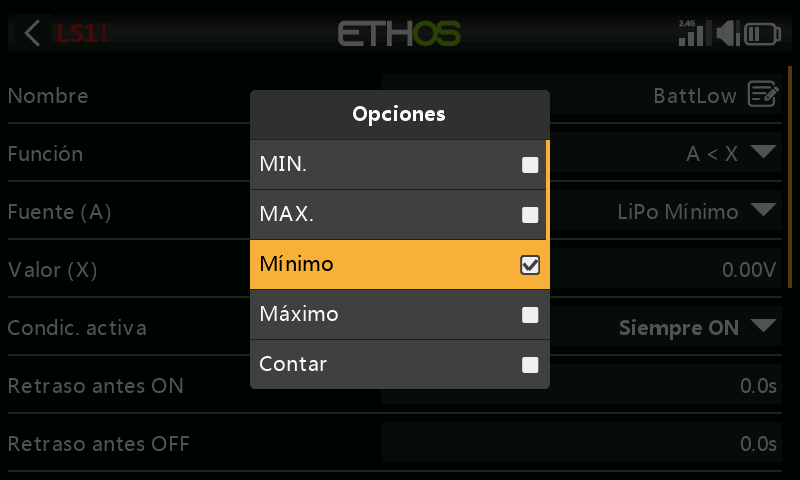 LS1↓
ETHOS
2.4G
Nombre
BattLow
Función
A < X
Fuente (A)
LiPo Mínimo
Valor (X)
0.00V
Condic. activa
Siempre ON
Retraso antes ON
0.0s
Retraso antes OFF
0.0s
Opciones
MIN.
MAX.
Mínimo
Máximo
Contar